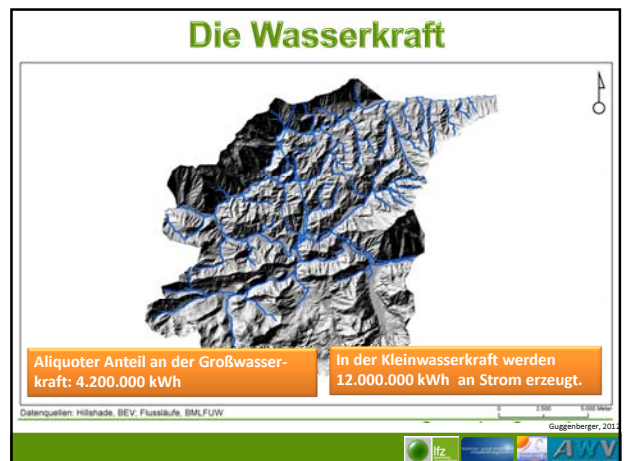 Die Wasserkraft
Aliquoter Anteil an der Großwasser-
kraft: 4.200.000 kWh
In der Kleinwasserkraft werden
12.000.000 kWh an Strom erzeugt.
Datenquellen: Hillshade, BEV; Flussläufe, BMLFUW
0 2.500 5.000 Meter
Guggenberger, 2012
lfz
AWV